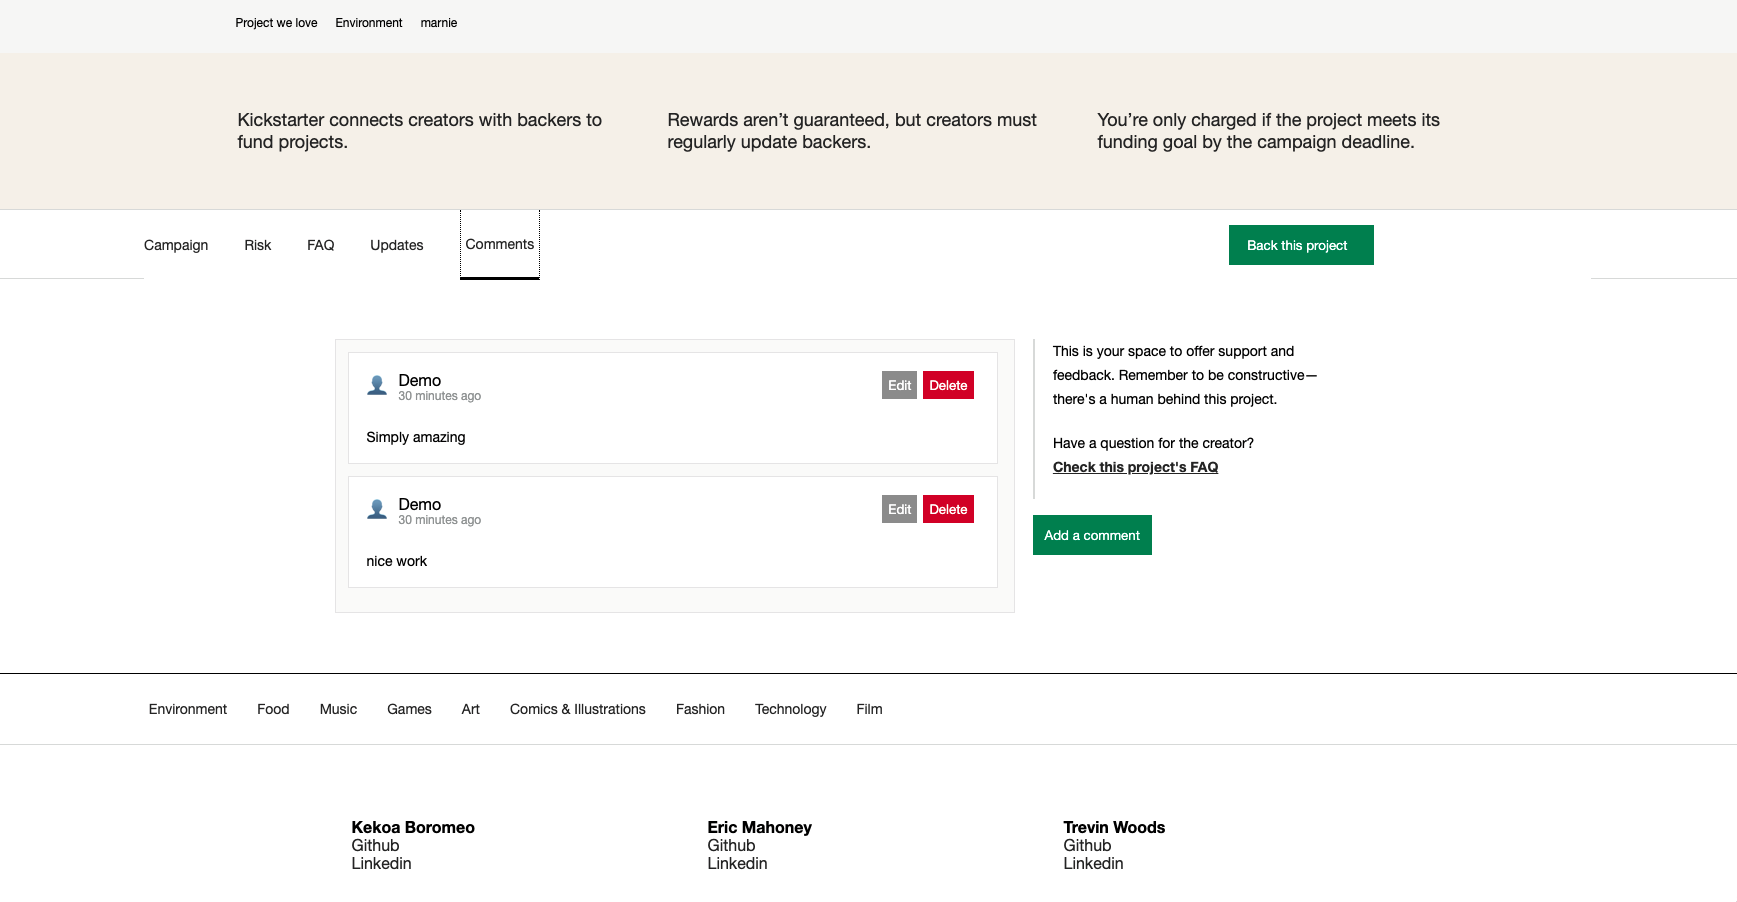 Project we love Environment marnie
Kickstarter connects creators with backers to
fund projects.
Rewards aren’t guaranteed, but creators must
regularly update backers.
You’re only charged if the project meets its
funding goal by the campaign deadline.
Campaign Risk FAQ Updates Comments Back this project
Demo
30 minutes ago
Edit Delete
Simply amazing
Demo
30 minutes ago
Edit Delete
nice work
This is your space to offer support and
feedback. Remember to be constructive—
there's a human behind this project.
Have a question for the creator?
Check this project's FAQ
Add a comment
Environment Food Music Games Art Comics & Illustrations Fashion Technology Film
Kekoa Boromeo
Github
Linkedin
Eric Mahoney
Github
Linkedin
Trevin Woods
Github
Linkedin